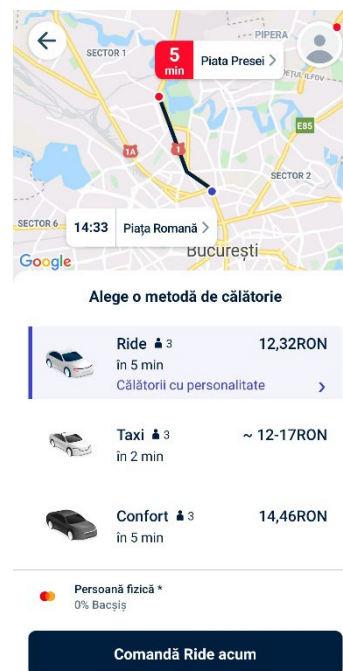 PIPERA
SECTOR 1
5
min
Piata Presei >
ILFOV
E85
1A
1
SECTOR 2
SECTOR 6
14:33
Piața Romană >
București
Google
Alege o metodă de călătorie
Ride 3 12,32RON
în 5 min
Călătorii cu personalitate >
Taxi 3 ~ 12-17RON
în 2 min
Confort 3 14,46RON
în 5 min
Persoană fizică *
0% Bacșiș
Comandă Ride acum